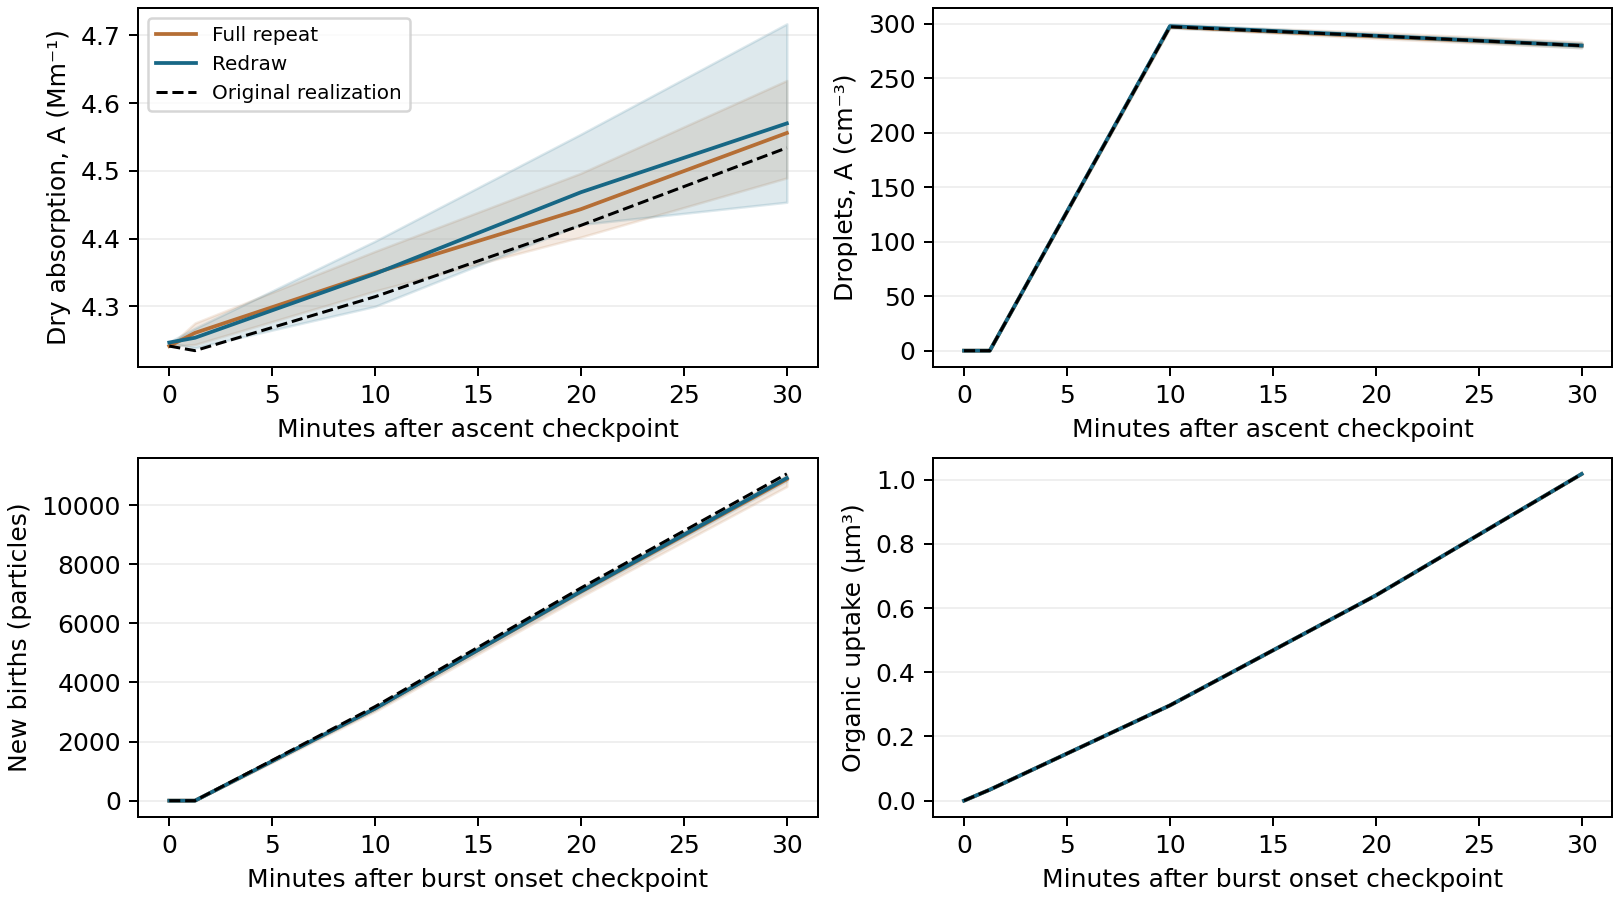 Dry absorption, A (Mm⁻¹)
4.7
4.6
4.5
4.4
4.3
Full repeat
Redraw
Original realization
0 5 10 15 20 25 30
Minutes after ascent checkpoint
Droplets, A (cm⁻³)
300
250
200
150
100
50
0
0 5 10 15 20 25 30
Minutes after ascent checkpoint
New births (particles)
10000
8000
6000
4000
2000
0
0 5 10 15 20 25 30
Minutes after burst onset checkpoint
Organic uptake (µm³)
1.0
0.8
0.6
0.4
0.2
0.0
0 5 10 15 20 25 30
Minutes after burst onset checkpoint